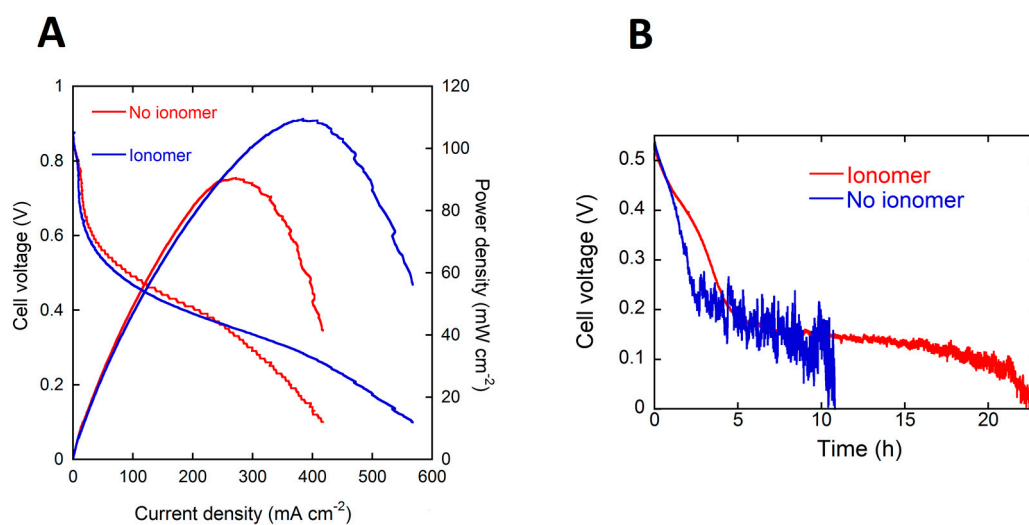 A
B
No ionomer
Ionomer
Cell voltage (V)
0
0.2
0.4
0.6
0.8
1
Power density (mW cm-2)
0
20
40
60
80
100
120
0 100 200 300 400 500 600
Current density (mA cm-2)
Ionomer
No ionomer
Cell voltage (V)
0
0.1
0.2
0.3
0.4
0.5
0 5 10 15 20
Time (h)